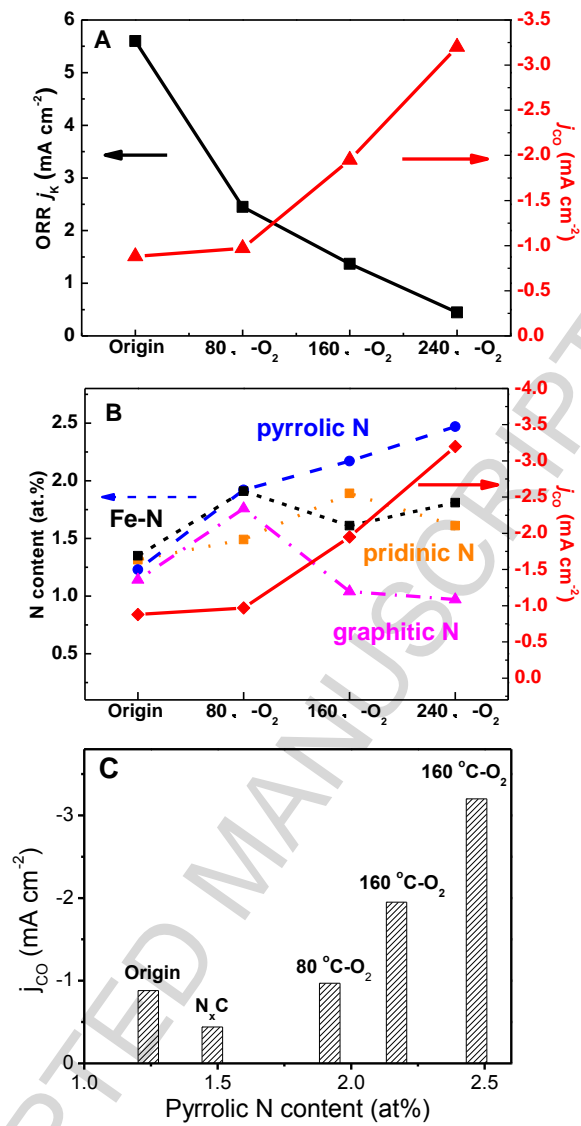 A
6
5
4
3
2
1
0
ORR jK (mA cm-2)
-3.5
-3.0
-2.5
-2.0
-1.5
-1.0
-0.5
0.0
jCO (mA cm-2)
Origin 80 -O2 160 -O2 240 -O2
B
2.5
2.0
1.5
1.0
0.5
N content (at.%)
pyrrolic N
Fe-N
pridinic N
graphitic N
-4.0
-3.5
-3.0
-2.5
-2.0
-1.5
-1.0
-0.5
0.0
jCO (mA cm-2)
Origin 80 -O2 160 -O2 240 -O2
C
-3
-2
-1
0
jCO (mA cm-2)
Origin
NxC
80 oC-O2
160 oC-O2
160 oC-O2
1.0 1.5 2.0 2.5
Pyrrolic N content (at%)
PTED MANUSCRIPT